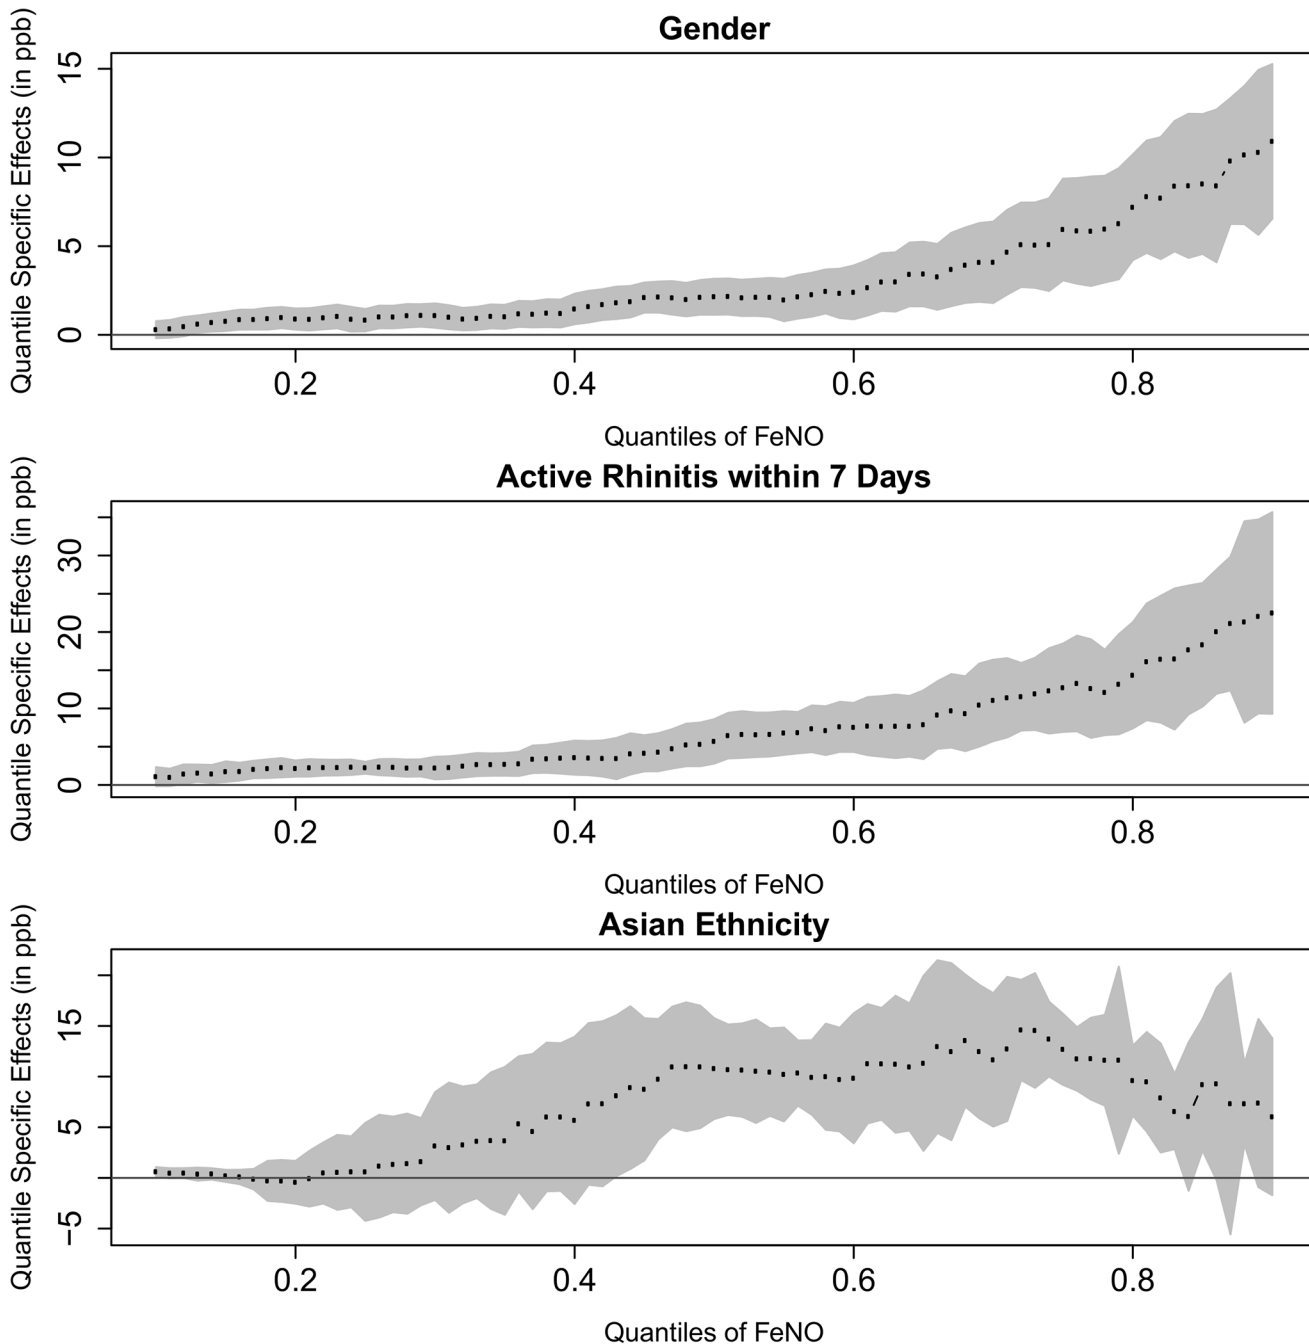 Gender
Quantile Specific Effects (in ppb)
15
10
5
0
0.2 0.4 0.6 0.8
Quantiles of FeNO
Active Rhinitis within 7 Days
Quantile Specific Effects (in ppb)
30
20
10
0
0.2 0.4 0.6 0.8
Quantiles of FeNO
Asian Ethnicity
Quantile Specific Effects (in ppb)
15
5
−5
0.2 0.4 0.6 0.8
Quantiles of FeNO